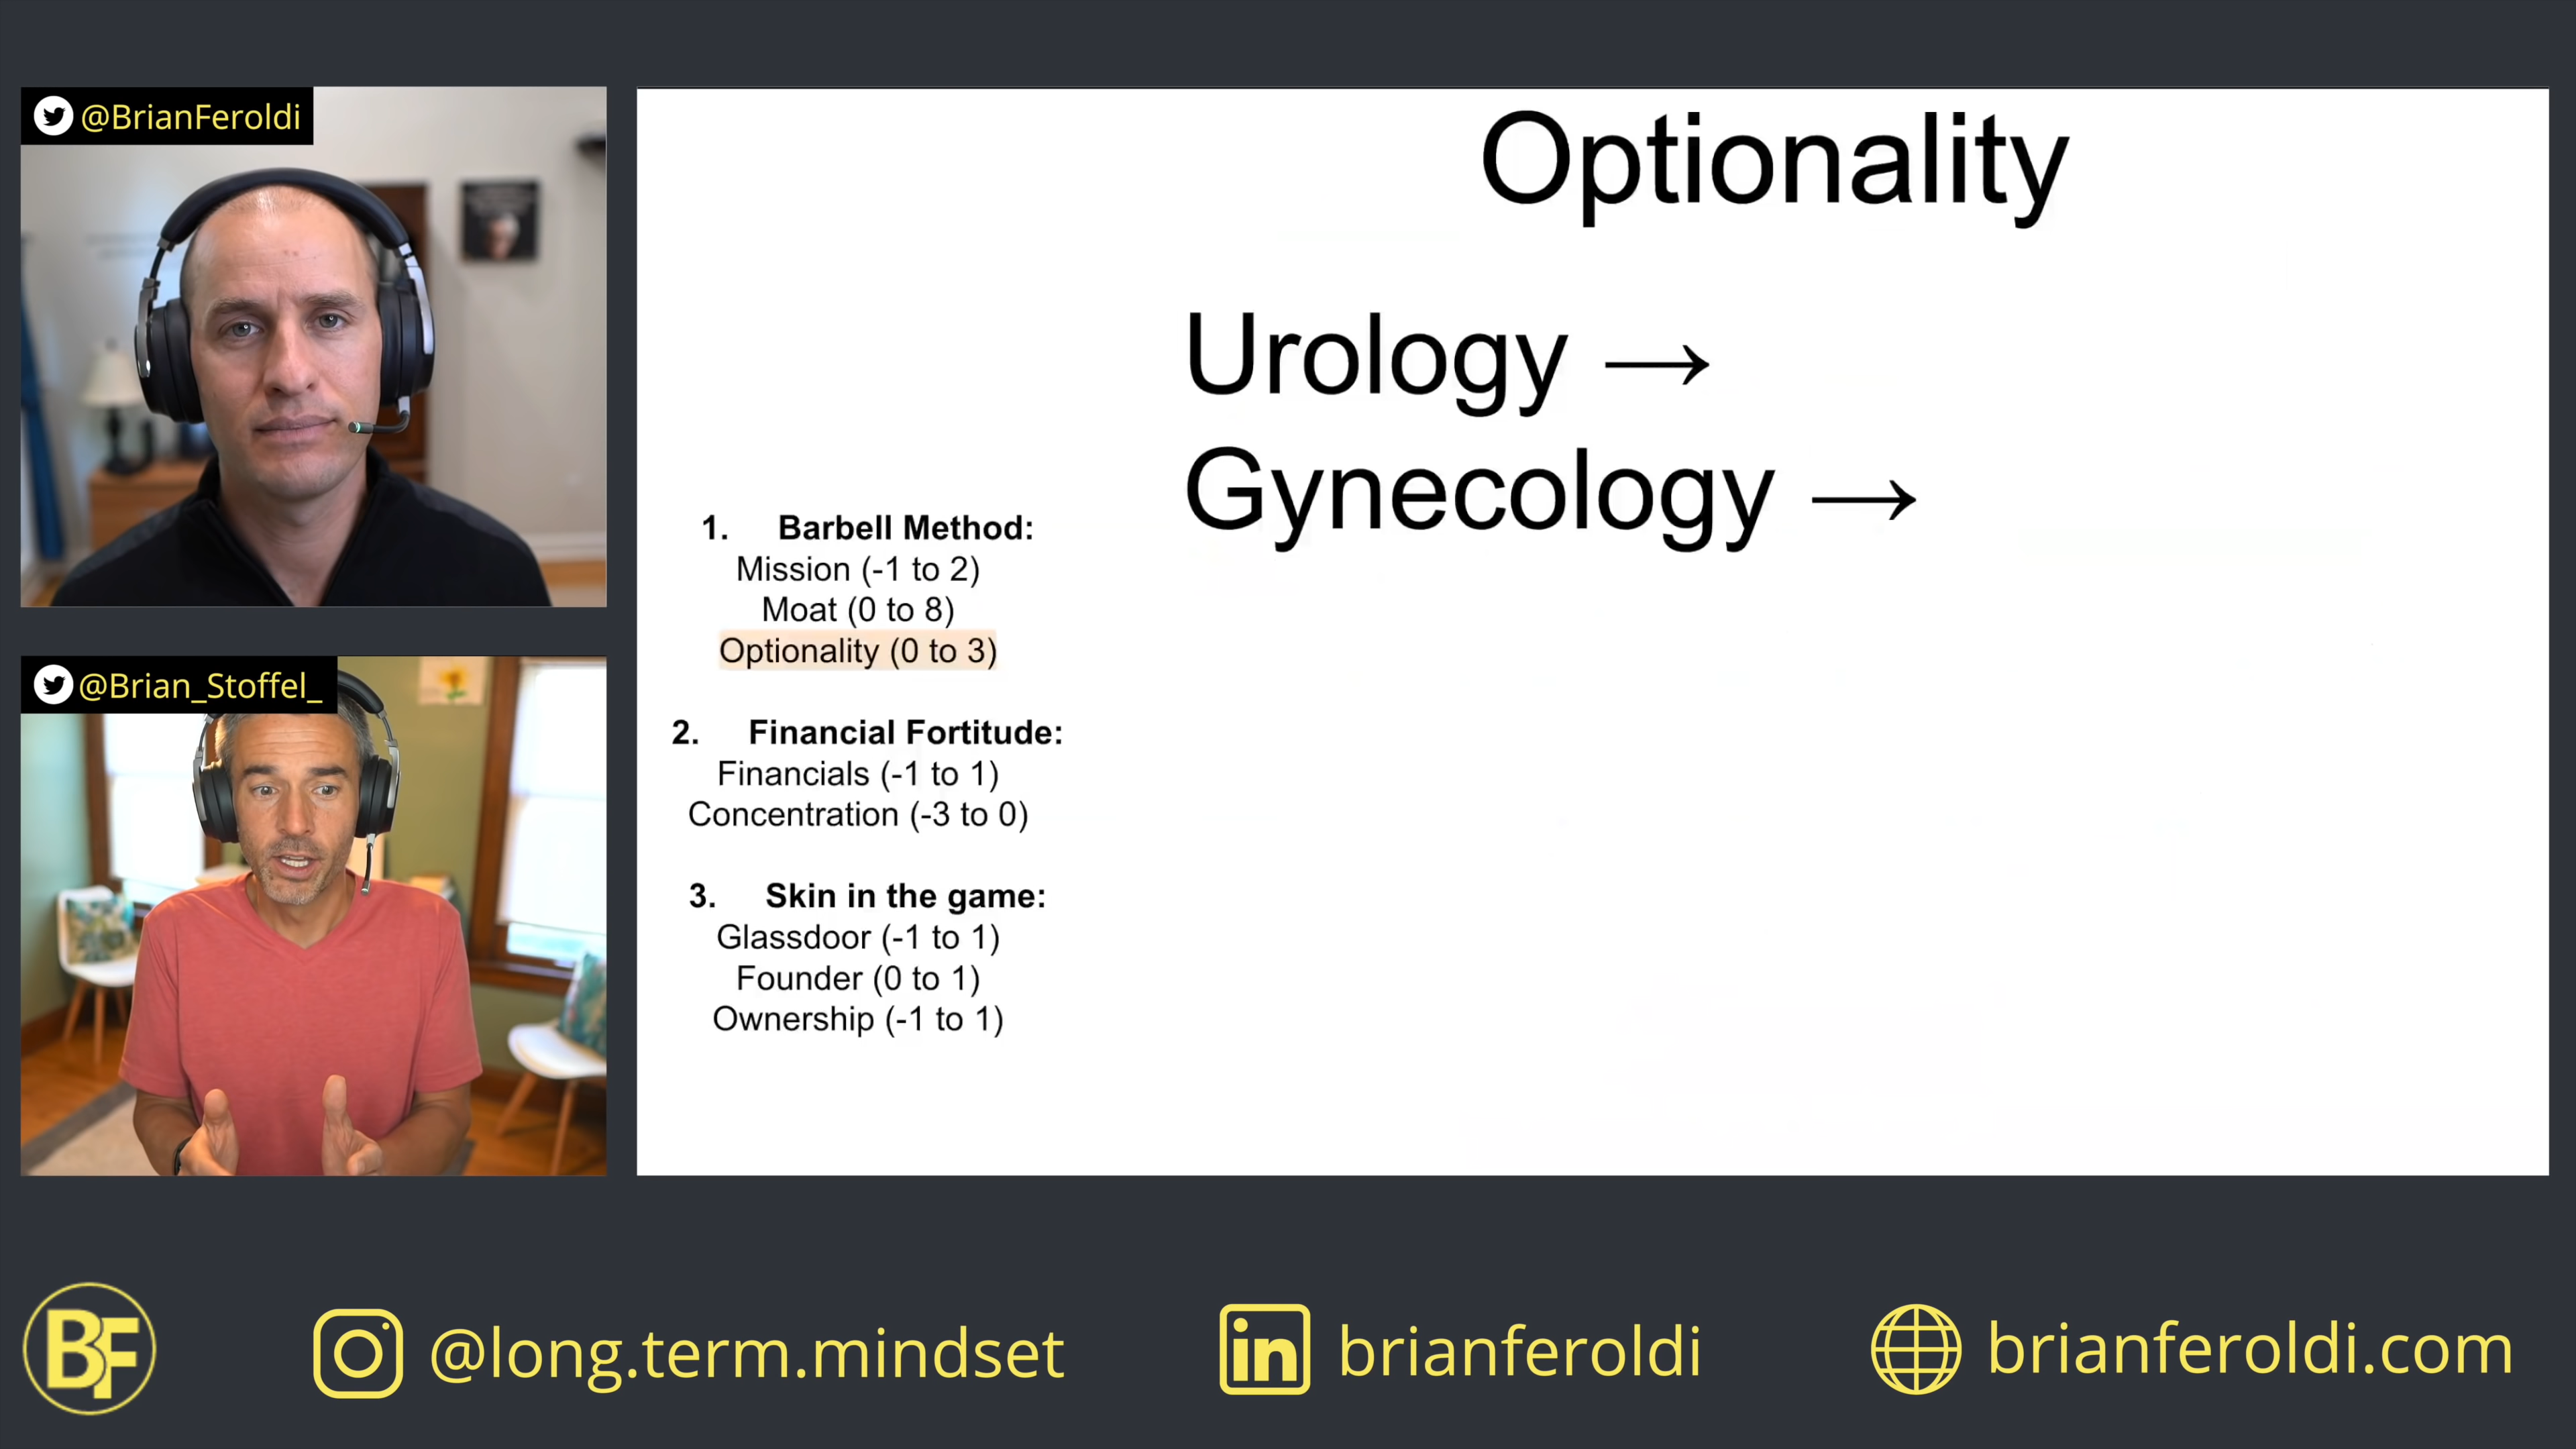 @BrianFeroldi
@Brian_Stoffel_
Optionality
Urology →
Gynecology →
1. Barbell Method:
Mission (-1 to 2)
Moat (0 to 8)
Optionality (0 to 3)
2. Financial Fortitude:
Financials (-1 to 1)
Concentration (-3 to 0)
3. Skin in the game:
Glassdoor (-1 to 1)
Founder (0 to 1)
Ownership (-1 to 1)
BF
@long.term.mindset
in
brianferoldi
brianferoldi.com